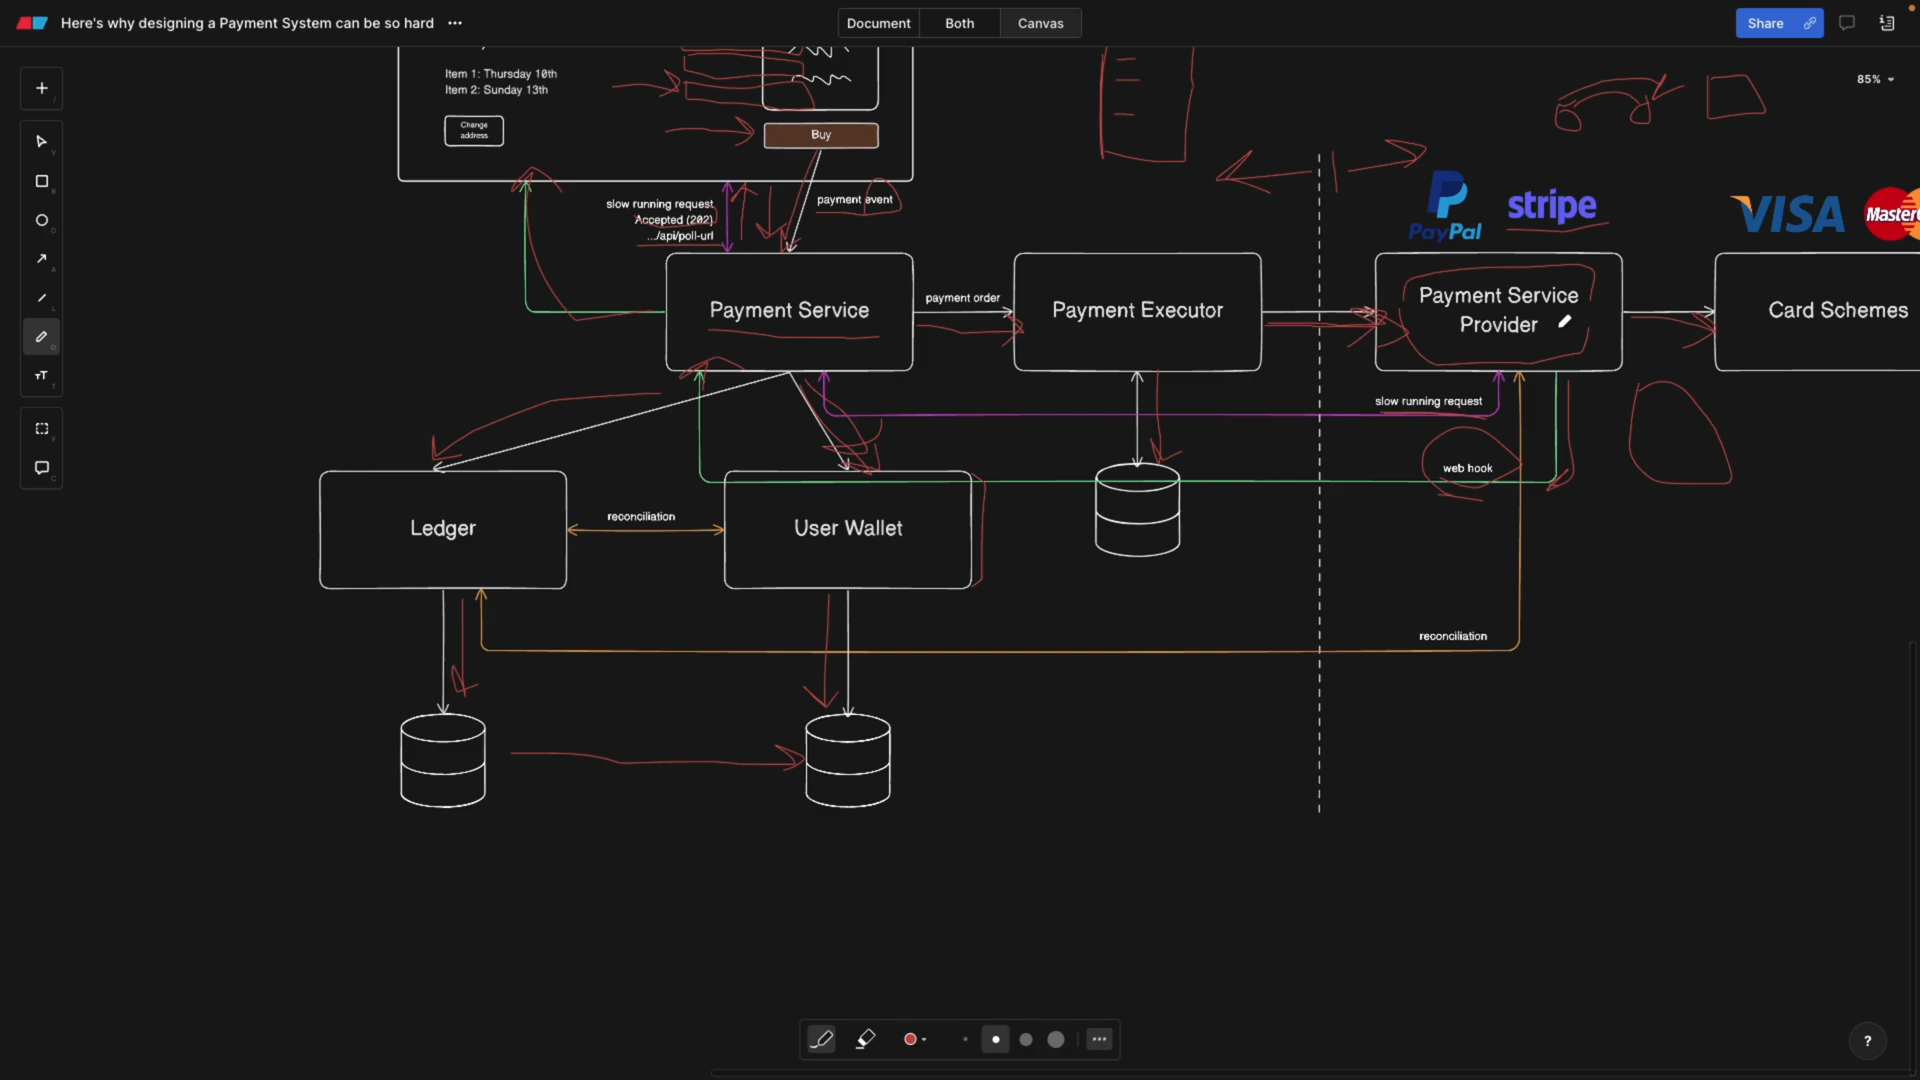 Here's why designing a Payment System can be so hard
Document
Both
Canvas
Share
85%
Item 1: Thursday 10th
Item 2: Sunday 13th
Change
address
Buy
slow running request
Accepted (202)
.../api/poll-url
payment event
PayPal
stripe
VISA
Payment Service
payment order
Payment Executor
Payment Service
Provider
Card Schemes
slow running request
web hook
Ledger
reconciliation
User Wallet
reconciliation
TT
?